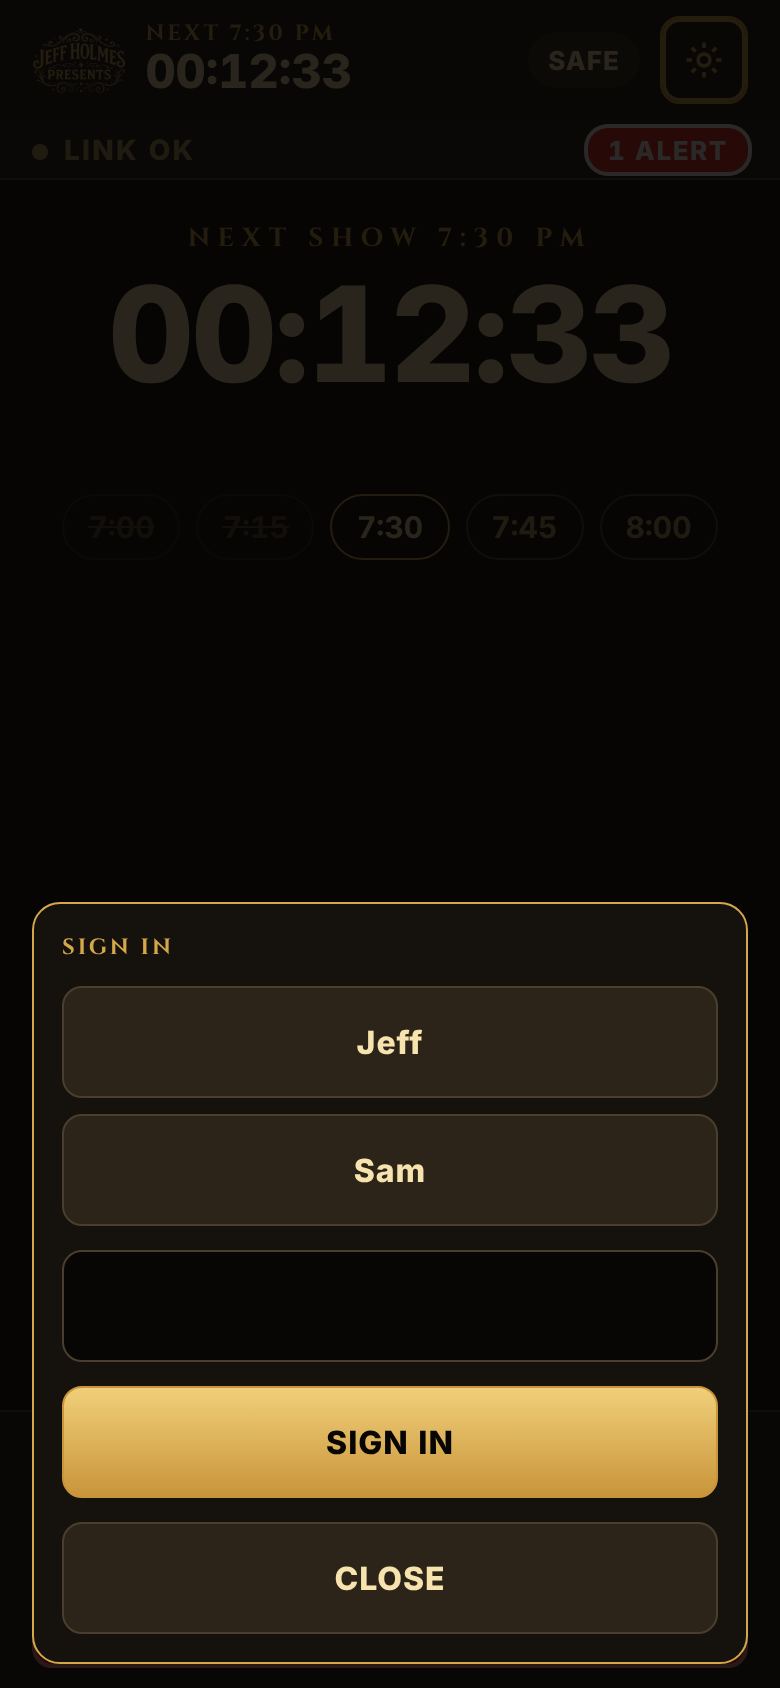 JEFF HOLMES
PRESENTS
NEXT 7:30 PM
00:12:33
SAFE
LINK OK
1 ALERT
NEXT SHOW 7:30 PM
00:12:33
7:00
7:15
7:30
7:45
8:00
SIGN IN
Jeff
Sam
SIGN IN
CLOSE